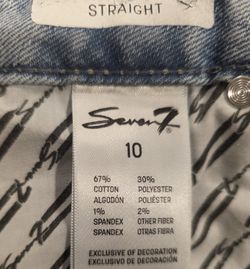 STRAIGHT
Seven7
10
67% 30%
COTTON POLYESTER
ALGODÓN POLIÉSTER
1% 2%
SPANDEX OTHER FIBER
SPANDEX OTRAS FIBRA
EXCLUSIVE OF DECORATION
EXCLUSIVO DE DECORACIÓN